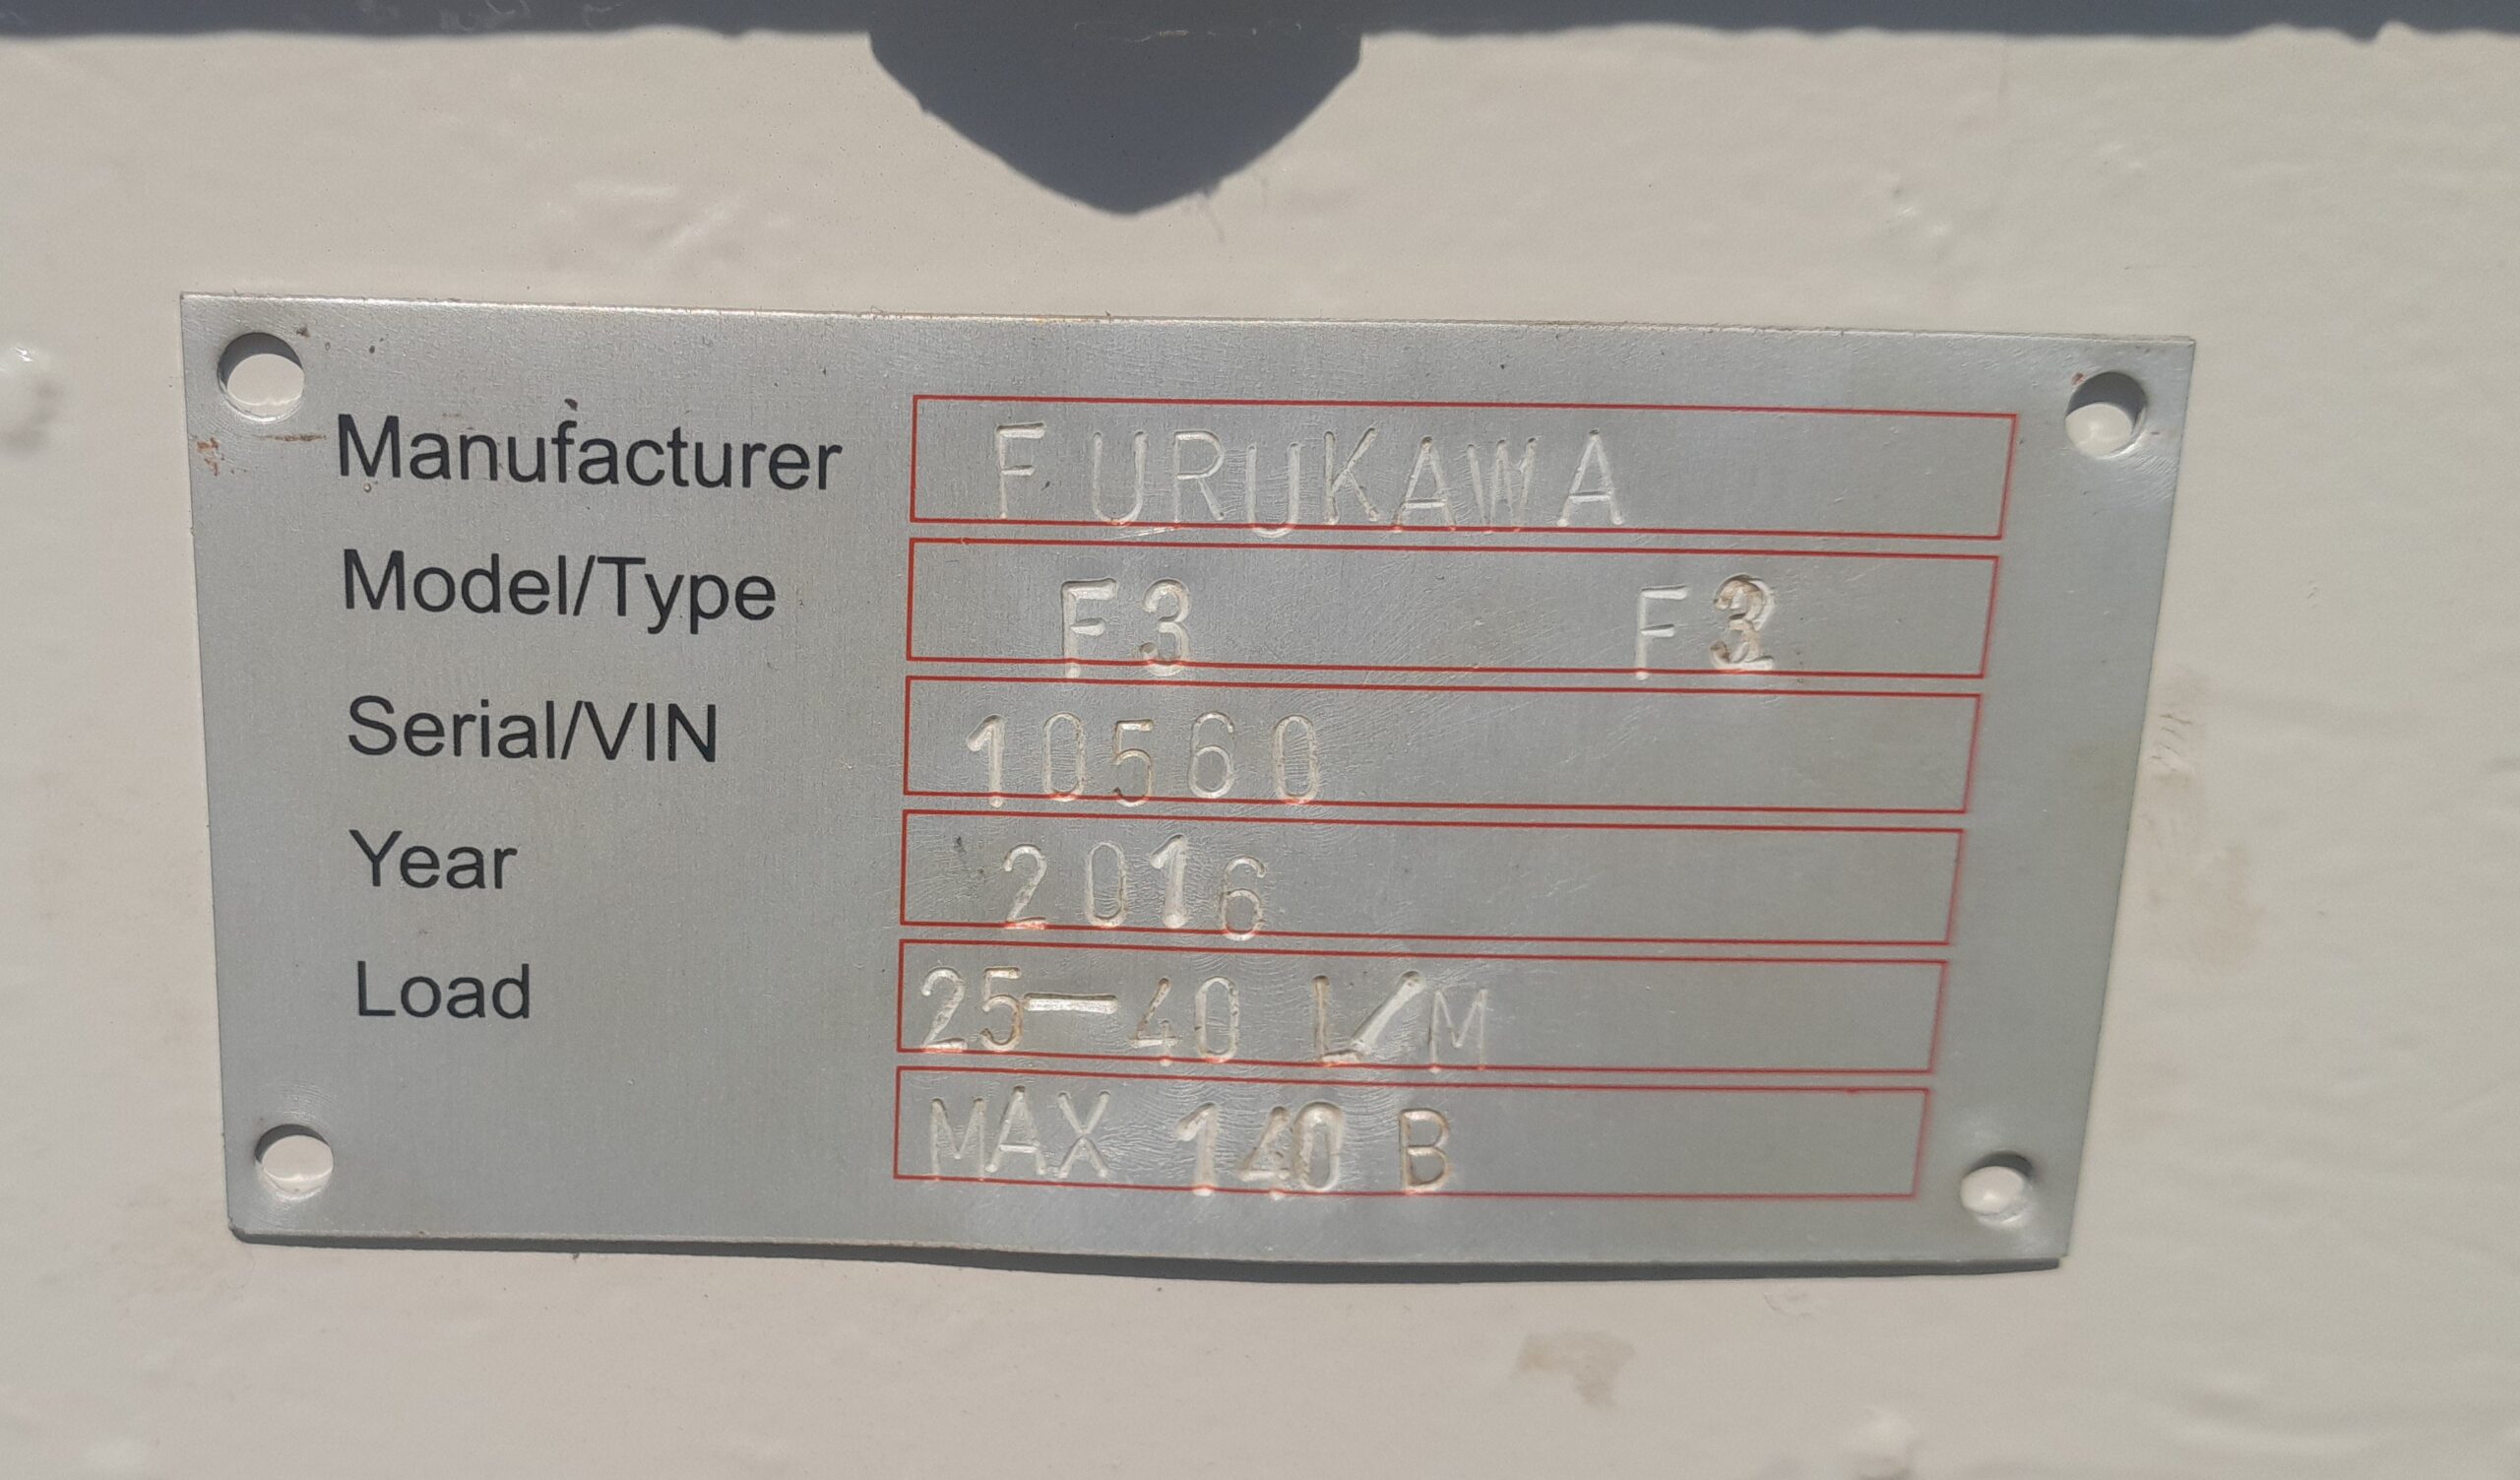 Manufacturer FURUKAWA
Model/Type F3 F3
Serial/VIN 10560
Year 2016
Load 25-40 L/M
MAX 140 B